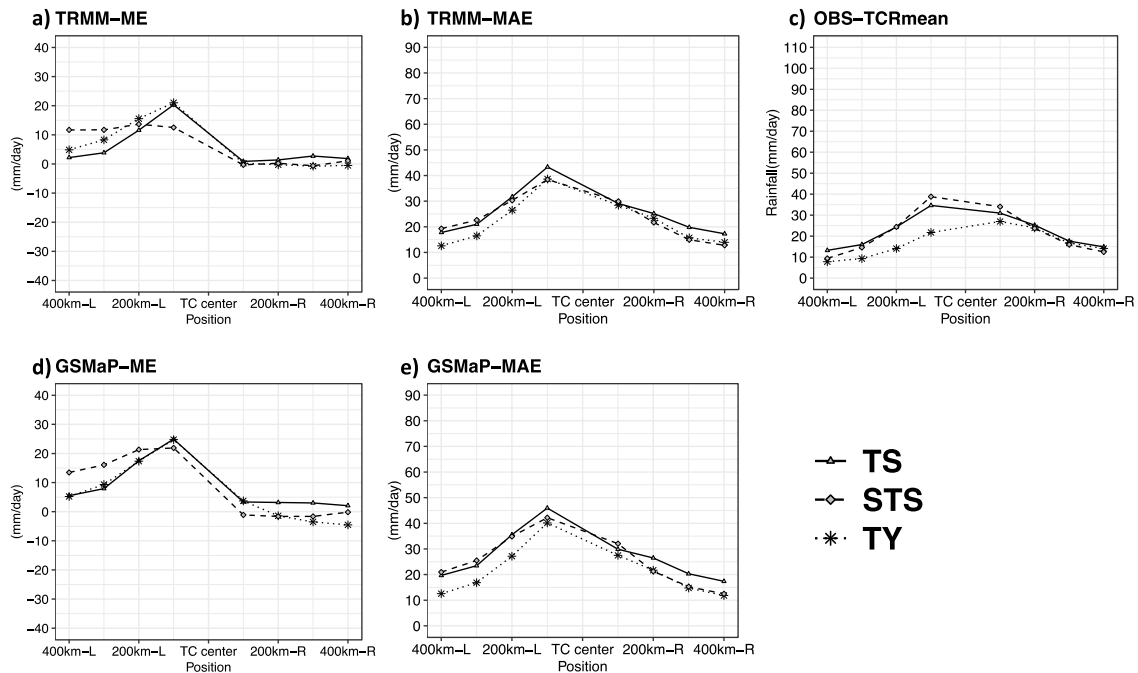 a) TRMM−ME
40
30
20
10
0
−10
−20
−30
−40
(mm/day)
400km−L 200km−L TC center 200km−R 400km−R
Position
b) TRMM−MAE
90
80
70
60
50
40
30
20
10
0
(mm/day)
400km−L 200km−L TC center 200km−R 400km−R
Position
c) OBS−TCRmean
110
100
90
80
70
60
50
40
30
20
10
0
Rainfall(mm/day)
400km−L 200km−L TC center 200km−R 400km−R
Position
d) GSMaP−ME
40
30
20
10
0
−10
−20
−30
−40
(mm/day)
400km−L 200km−L TC center 200km−R 400km−R
Position
e) GSMaP−MAE
90
80
70
60
50
40
30
20
10
0
(mm/day)
400km−L 200km−L TC center 200km−R 400km−R
Position
TS
STS
TY